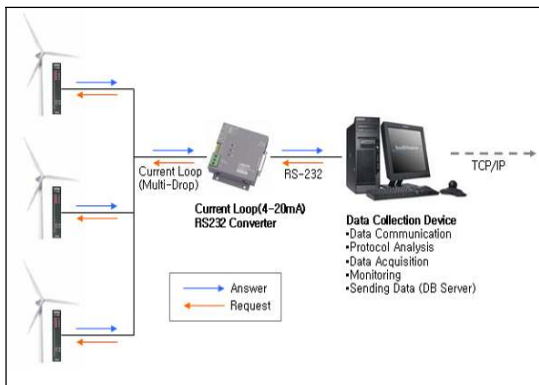 Current Loop
(Multi-Drop)
RS-232
TCP/IP
Current Loop(4-20mA)
RS232 Converter
Data Collection Device
▪Data Communication
▪Protocol Analysis
▪Data Acquisition
▪Monitoring
▪Sending Data (DB Server)
Answer
Request